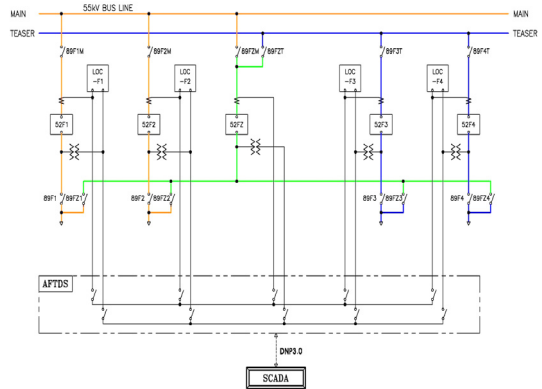 55kV BUS LINE
MAIN
MAIN
TEASER
TEASER
89F1M
89F2M
89FZM
89FZT
89F3T
89F4T
LOC
-F1
LOC
-F2
LOC
-F3
LOC
-F4
52F1
52F2
52FZ
52F3
52F4
89F1
89FZ1
89F2
89FZ2
89F3
89FZ3
89F4
89FZ4
AFTDS
DNP3.0
SCADA